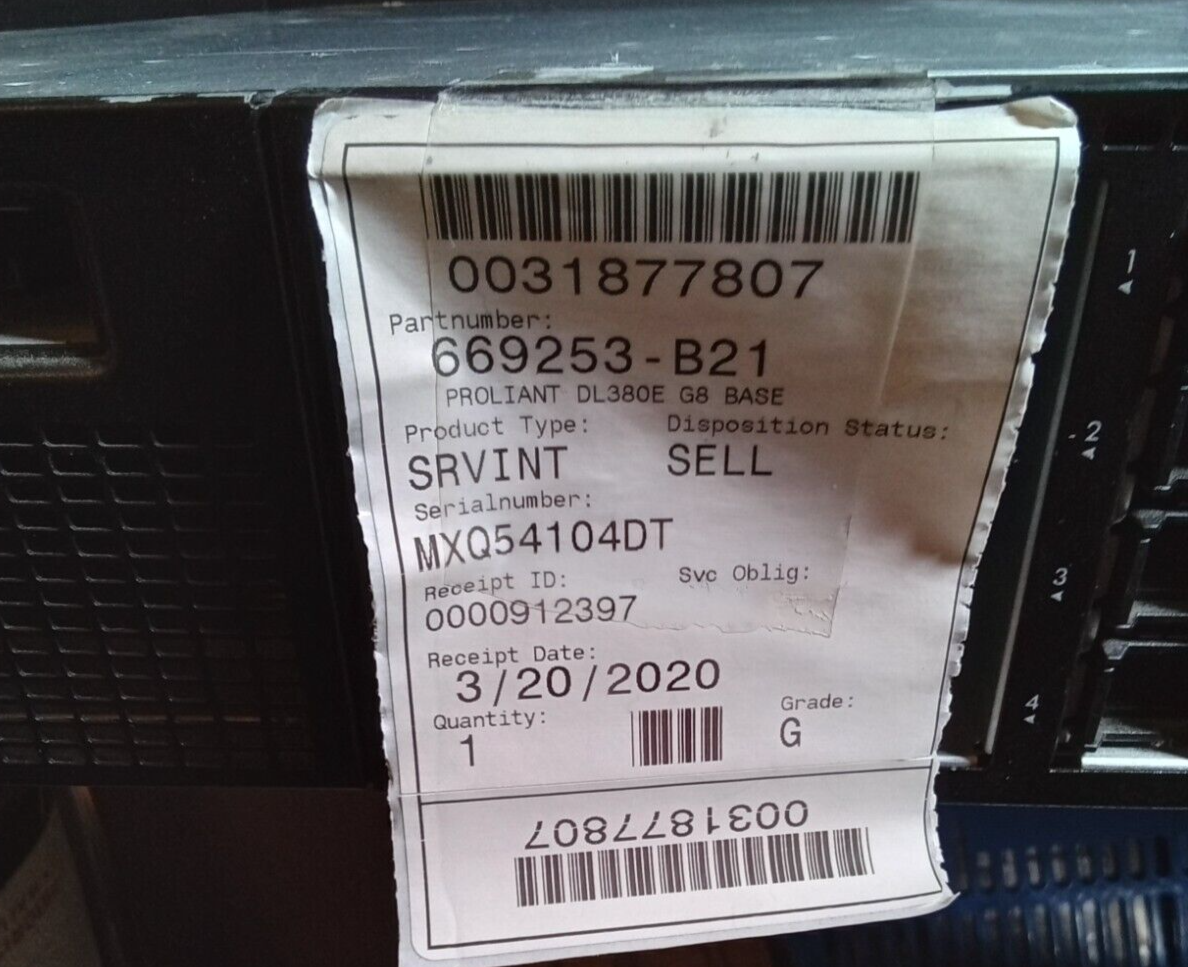 0031877807
Partnumber:
669253-B21
PROLIANT DL380E G8 BASE
Product Type: Disposition Status:
SRVINT SELL
Serialnumber:
MXQ54104DT
Receipt ID: Svc Oblig:
0000912397
Receipt Date:
3/20/2020
Quantity: Grade:
1 G
0031877807
1
2
3
4